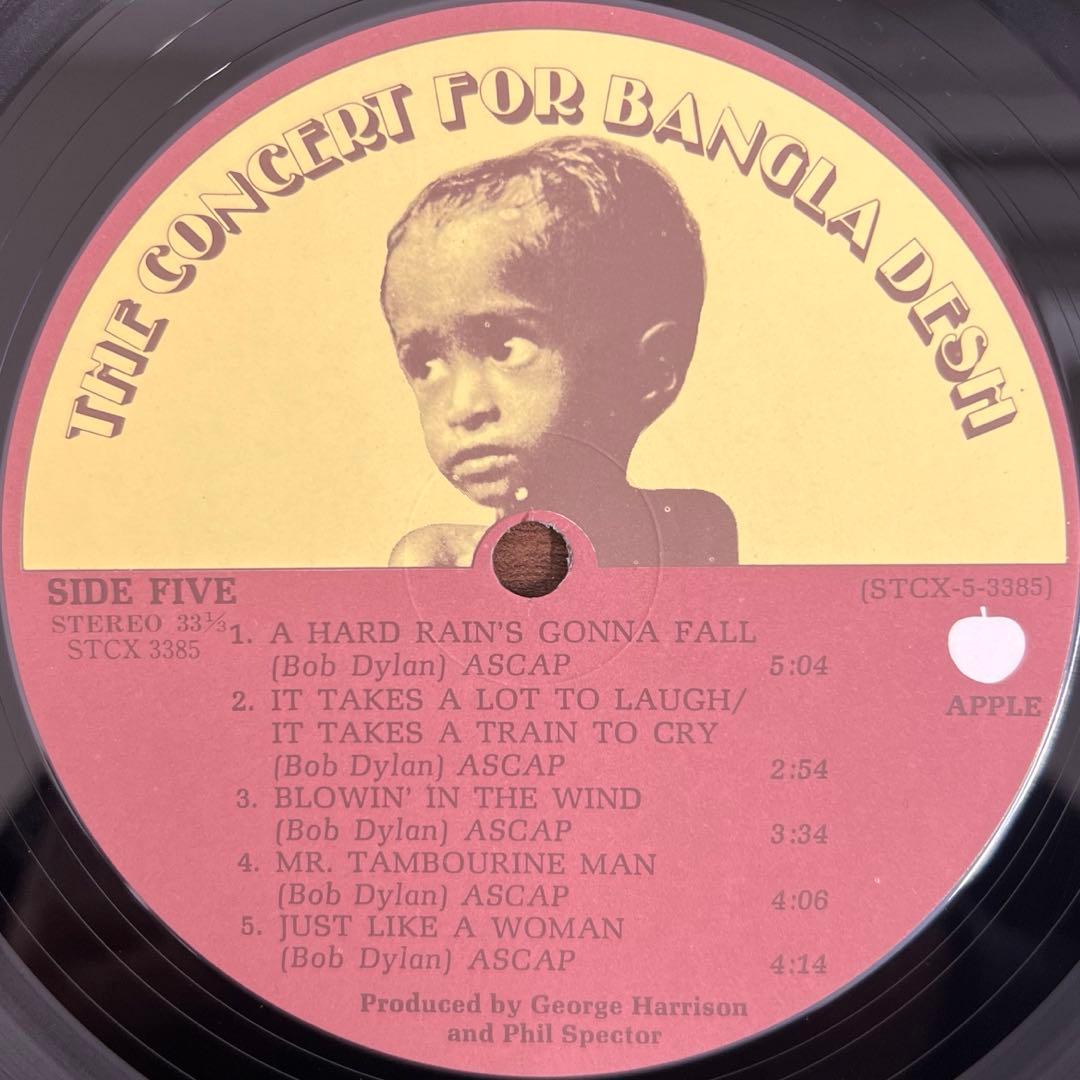 THE CONCERT FOR BANGLA DESH
SIDE FIVE
(STCX-5-3385)
STEREO 33⅓
STCX 3385
1. A HARD RAIN'S GONNA FALL
(Bob Dylan) ASCAP 5:04
2. IT TAKES A LOT TO LAUGH/
IT TAKES A TRAIN TO CRY
(Bob Dylan) ASCAP 2:54
3. BLOWIN' IN THE WIND
(Bob Dylan) ASCAP 3:34
4. MR. TAMBOURINE MAN
(Bob Dylan) ASCAP 4:06
5. JUST LIKE A WOMAN
(Bob Dylan) ASCAP 4:14
APPLE
Produced by George Harrison
and Phil Spector